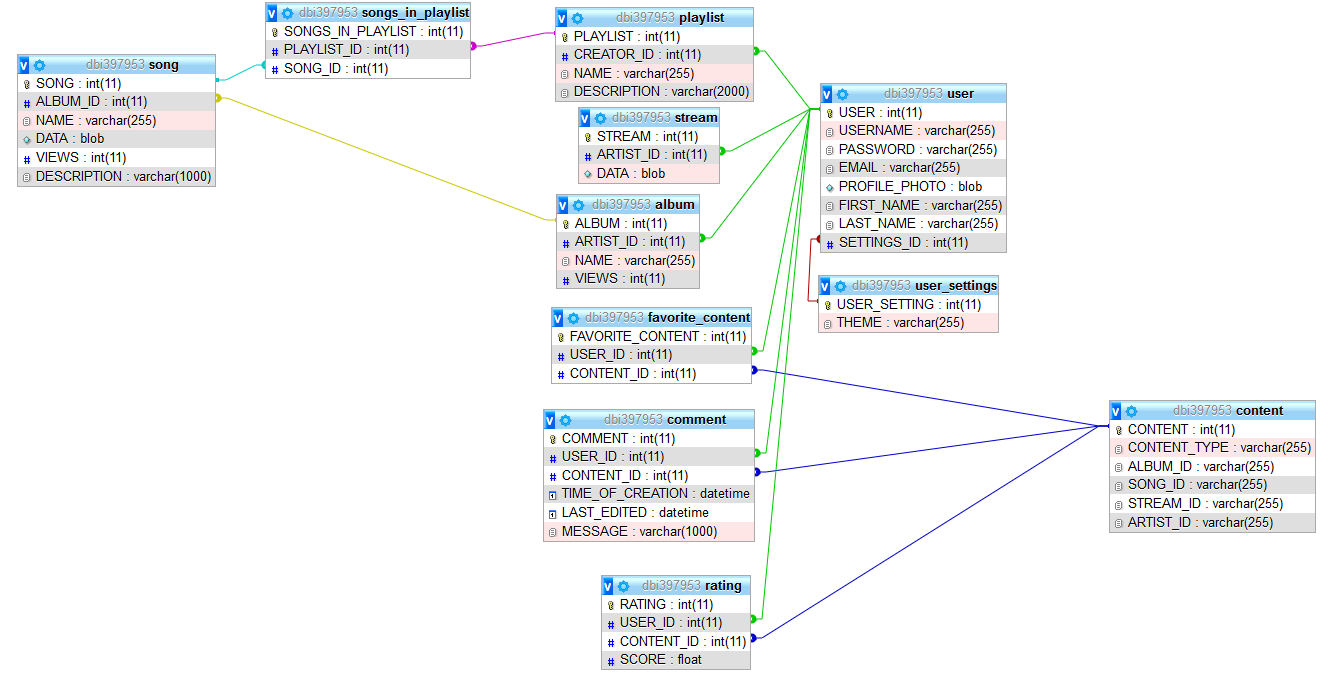 dbi397953 song
SONG : int(11)
ALBUM_ID : int(11)
NAME : varchar(255)
DATA : blob
VIEWS : int(11)
DESCRIPTION : varchar(1000)
dbi397953 songs_in_playlist
SONGS_IN_PLAYLIST : int(11)
PLAYLIST_ID : int(11)
SONG_ID : int(11)
dbi397953 playlist
PLAYLIST : int(11)
CREATOR_ID : int(11)
NAME : varchar(255)
DESCRIPTION : varchar(2000)
dbi397953 stream
STREAM : int(11)
ARTIST_ID : int(11)
DATA : blob
dbi397953 album
ALBUM : int(11)
ARTIST_ID : int(11)
NAME : varchar(255)
VIEWS : int(11)
dbi397953 favorite_content
FAVORITE_CONTENT : int(11)
USER_ID : int(11)
CONTENT_ID : int(11)
dbi397953 comment
COMMENT : int(11)
USER_ID : int(11)
CONTENT_ID : int(11)
TIME_OF_CREATION : datetime
LAST_EDITED : datetime
MESSAGE : varchar(1000)
dbi397953 rating
RATING : int(11)
USER_ID : int(11)
CONTENT_ID : int(11)
SCORE : float
dbi397953 user
USER : int(11)
USERNAME : varchar(255)
PASSWORD : varchar(255)
EMAIL : varchar(255)
PROFILE_PHOTO : blob
FIRST_NAME : varchar(255)
LAST_NAME : varchar(255)
SETTINGS_ID : int(11)
dbi397953 user_settings
USER_SETTING : int(11)
THEME : varchar(255)
dbi397953 content
CONTENT : int(11)
CONTENT_TYPE : varchar(255)
ALBUM_ID : varchar(255)
SONG_ID : varchar(255)
STREAM_ID : varchar(255)
ARTIST_ID : varchar(255)